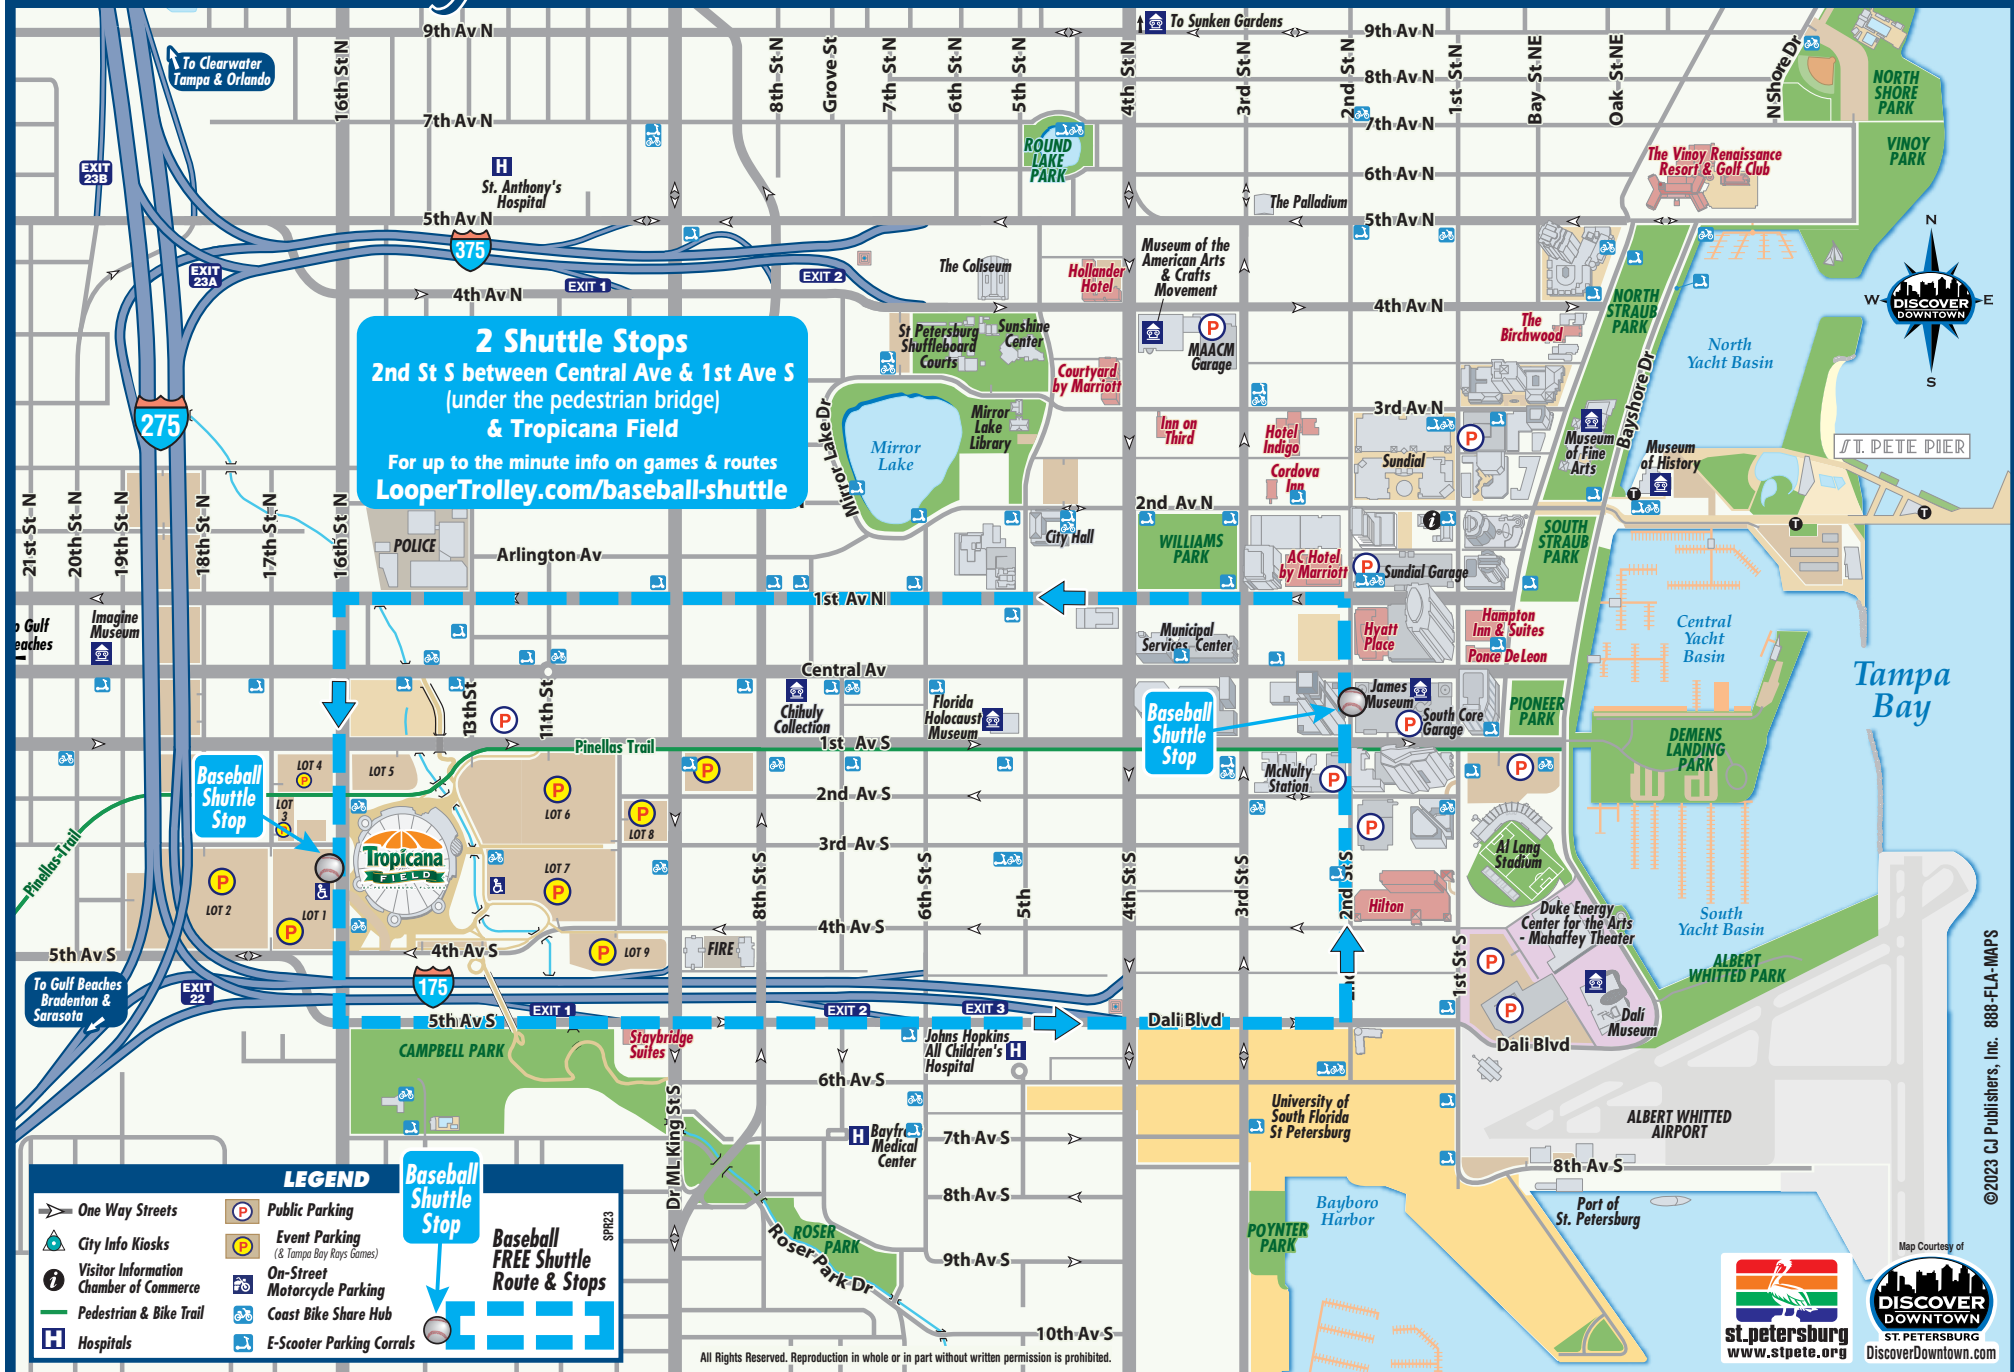 To Clearwater
Tampa & Orlando
9th Av N
To Sunken Gardens
9th Av N
16th St N
8th St N
Grove St
7th St N
6th St N
5th St N
4th St N
3rd St N
2nd St N
1st St N
Bay St NE
Oak St NE
N Shore Dr
8th Av N
NORTH
SHORE
PARK
7th Av N
7th Av N
VINOY
PARK
EXIT
23B
H
St. Anthony's
Hospital
ROUND
LAKE
PARK
The Vinoy Renaissance
Resort & Golf Club
6th Av N
The Palladium
5th Av N
5th Av N
375
EXIT
23A
EXIT 1
EXIT 2
4th Av N
4th Av N
The Coliseum
Hollander
Hotel
Museum of the
American Arts
& Crafts
Movement
P
MAACM
Garage
NORTH
STRAUB
PARK
The
Birchwood
North
Yacht Basin
N
W
E
S
DISCOVER
DOWNTOWN
2 Shuttle Stops
2nd St S between Central Ave & 1st Ave S
(under the pedestrian bridge)
& Tropicana Field
For up to the minute info on games & routes
LooperTrolley.com/baseball-shuttle
St Petersburg
Shuffleboard
Courts
Sunshine
Center
Courtyard
by Marriott
275
Mirror Lake Dr
Mirror
Lake
Mirror
Lake
Library
Mirror Lake Dr
Inn on
Third
Hotel
Indigo
Cordova
Inn
3rd Av N
P
Sundial
Museum
of Fine
Arts
Bayshore Dr
Museum
of History
ST. PETE PIER
T
T
T
21st St N
20th St N
19th St N
18th St N
17th St N
16th St N
POLICE
Arlington Av
City Hall
2nd Av N
WILLIAMS
PARK
AC Hotel
by Marriott
P
Sundial Garage
i
SOUTH
STRAUB
PARK
1st Av N
Imagine
Museum
Municipal
Services Center
Hyatt
Place
Hampton
Inn & Suites
Ponce De Leon
Central
Yacht
Basin
Tampa
Bay
Central Av
13th St
11th St
P
Chihuly
Collection
Florida
Holocaust
Museum
Baseball
Shuttle
Stop
James
Museum
P
South Core
Garage
PIONEER
PARK
DEMENS
LANDING
PARK
Pinellas Trail
1st Av S
LOT 4
P
LOT 5
LOT
3
P
Baseball
Shuttle
Stop
P
LOT 6
P
LOT 8
P
McNulty
Station
P
P
2nd Av S
P
Al Lang
Stadium
Pinellas-Trail
Tropicana
FIELD
3rd Av S
P
LOT 2
P
LOT 1
LOT 7
P
8th St S
6th St S
5th
4th St S
3rd St S
2nd St S
Hilton
Duke Energy
Center for the Arts
- Mahaffey Theater
South
Yacht Basin
4th Av S
FIRE
P
LOT 9
5th Av S
4th Av S
ALBERT
WHITTED PARK
To Gulf Beaches
Bradenton &
Sarasota
EXIT
22
175
EXIT 1
EXIT 2
EXIT 3
1st St S
P
P
Dali
Museum
5th Av S
Dali Blvd
Dali Blvd
CAMPBELL PARK
Staybridge
Suites
Johns Hopkins
All Children's
Hospital
H
6th Av S
University of
South Florida
St Petersburg
ALBERT WHITTED
AIRPORT
Dr ML King St S
H
Medical
Center
7th Av S
8th Av S
8th Av S
Port of
St. Petersburg
Bayboro
Harbor
POYNTER
PARK
ROSER
PARK
Roser Park Dr
9th Av S
10th Av S
LEGEND
One Way Streets
City Info Kiosks
i
Visitor Information
Chamber of Commerce
Pedestrian & Bike Trail
H
Hospitals
P
Public Parking
P
Event Parking
(& Tampa Bay Rays Games)
On-Street
Motorcycle Parking
Coast Bike Share Hub
E-Scooter Parking Corrals
Baseball
Shuttle
Stop
Baseball
FREE Shuttle
Route & Stops
SPR23
All Rights Reserved. Reproduction in whole or in part without written permission is prohibited.
©2023 CJ Publishers, Inc. 888-FLA-MAPS
st.petersburg
www.stpete.org
Map Courtesy of
DISCOVER
DOWNTOWN
ST. PETERSBURG
DiscoverDowntown.com